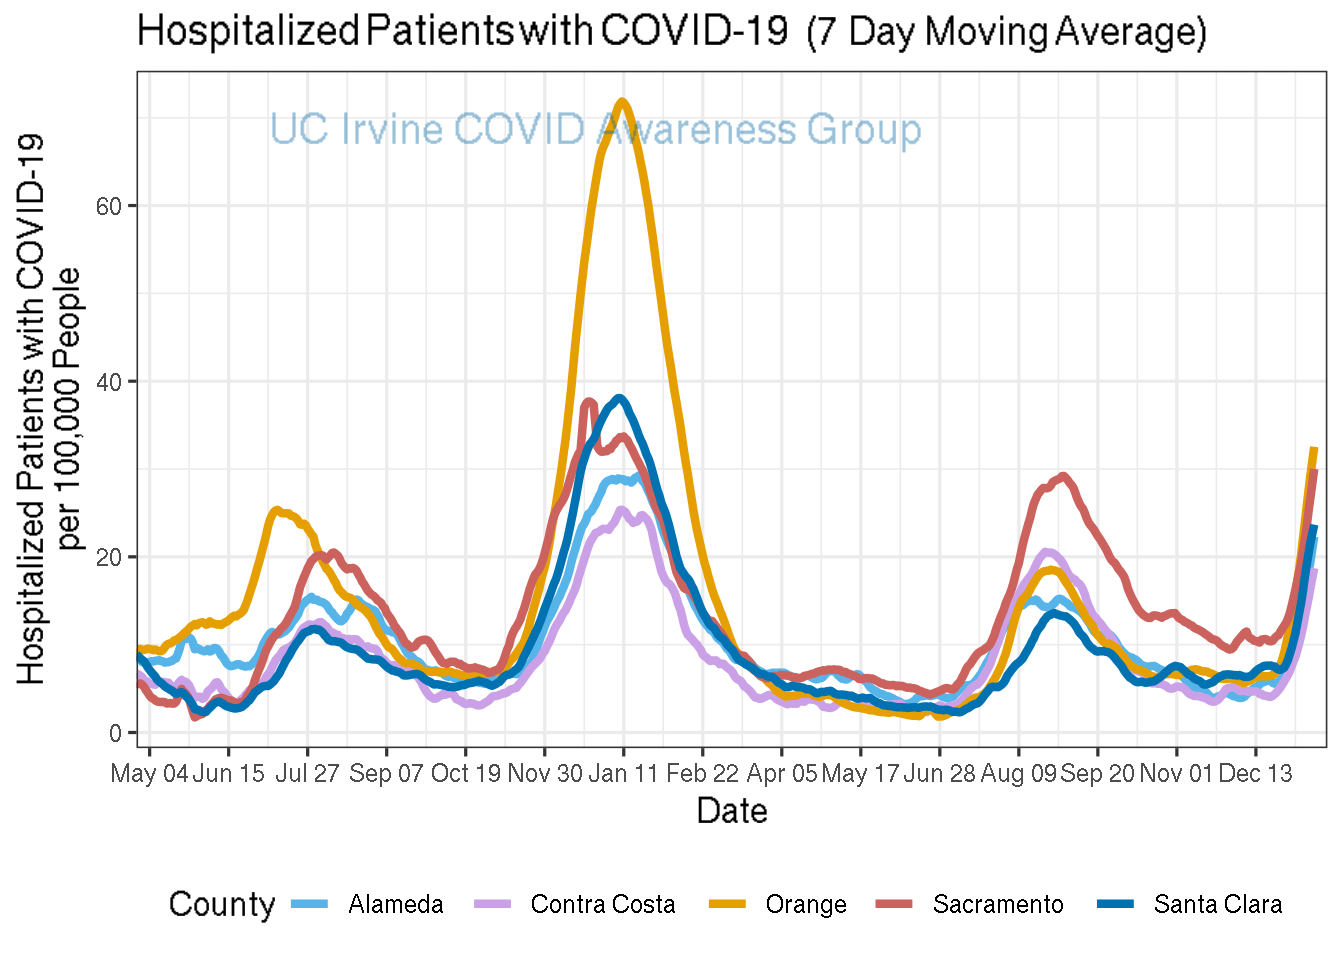 Hospitalized Patients with COVID-19 (7 Day Moving Average)
UC Irvine COVID Awareness Group
Hospitalized Patients with COVID-19
per 100,000 People
60
40
20
0
May 04 Jun 15 Jul 27 Sep 07 Oct 19 Nov 30 Jan 11 Feb 22 Apr 05 May 17 Jun 28 Aug 09 Sep 20 Nov 01 Dec 13
Date
County Alameda Contra Costa Orange Sacramento Santa Clara